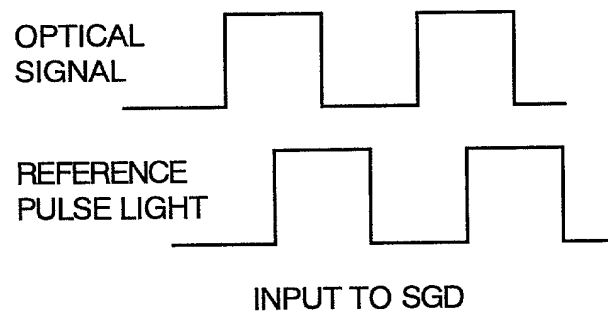 OPTICAL
SIGNAL
REFERENCE
PULSE LIGHT
INPUT TO SGD